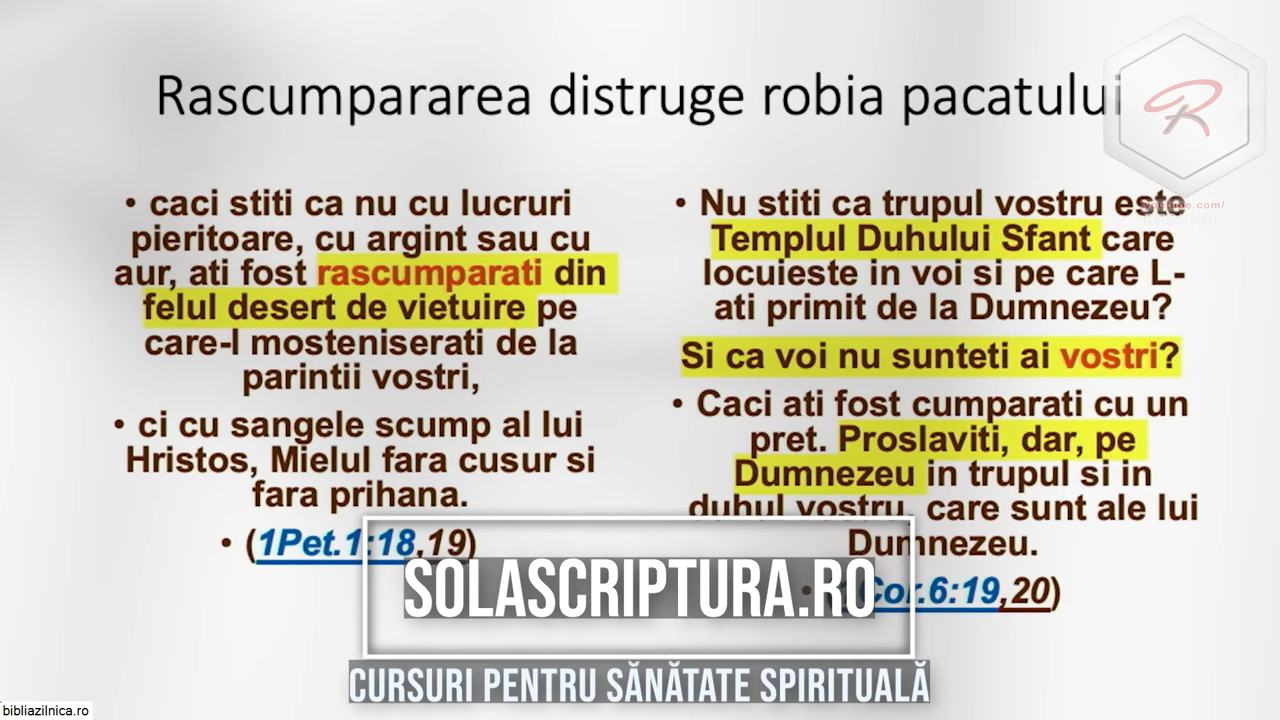 Rascumpararea distruge robia pacatului
• caci stiti ca nu cu lucruri
pieritoare, cu argint sau cu
aur, ati fost rascumparati din
felul desert de vietuire pe
care-l mosteniserati de la
parintii vostri,
• ci cu sangele scump al lui
Hristos, Mielul fara cusur si
fara prihana.
• (1Pet.1:18,19)
• Nu stiti ca trupul vostru este
Templul Duhului Sfant care
locuieste in voi si pe care L-
ati primit de la Dumnezeu?
Si ca voi nu sunteti ai vostri?
• Caci ati fost cumparati cu un
pret. Proslaviti, dar, pe
Dumnezeu in trupul si in
duhul vostru, care sunt ale lui
Dumnezeu.
Cor.6:19,20)
R
youtube.com/
SOLASCRIPTURA.RO
CURSURI PENTRU SĂNĂTATE SPIRITUALĂ
bibliazilnica.ro